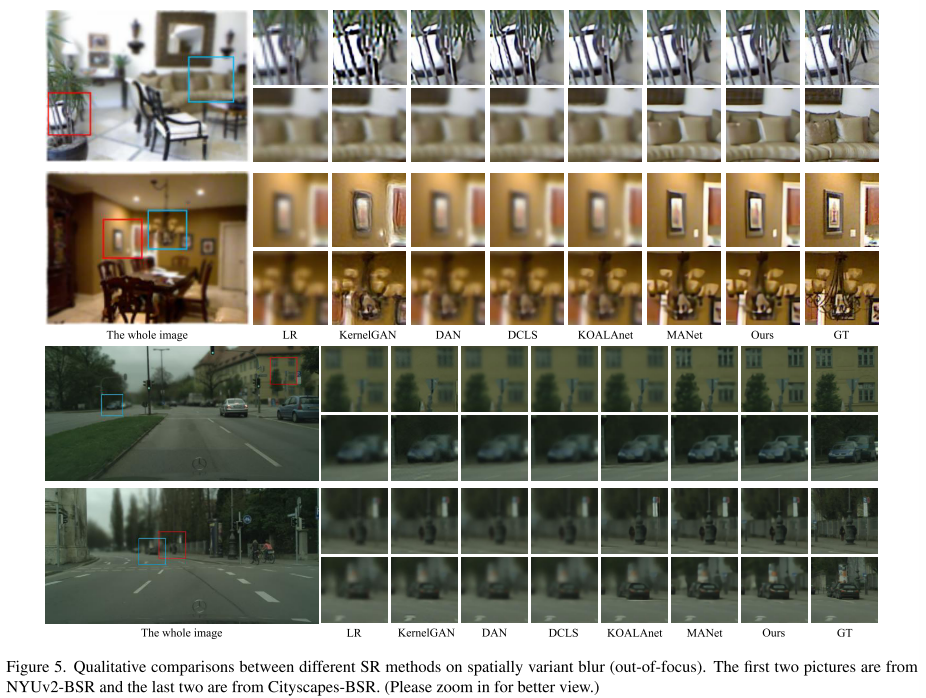 The whole image LR KernelGAN DAN DCLS KOALAnet MANet Ours GT
The whole image LR KernelGAN DAN DCLS KOALAnet MANet Ours GT
Figure 5. Qualitative comparisons between different SR methods on spatially variant blur (out-of-focus). The first two pictures are from
NYUv2-BSR and the last two are from Cityscapes-BSR. (Please zoom in for better view.)